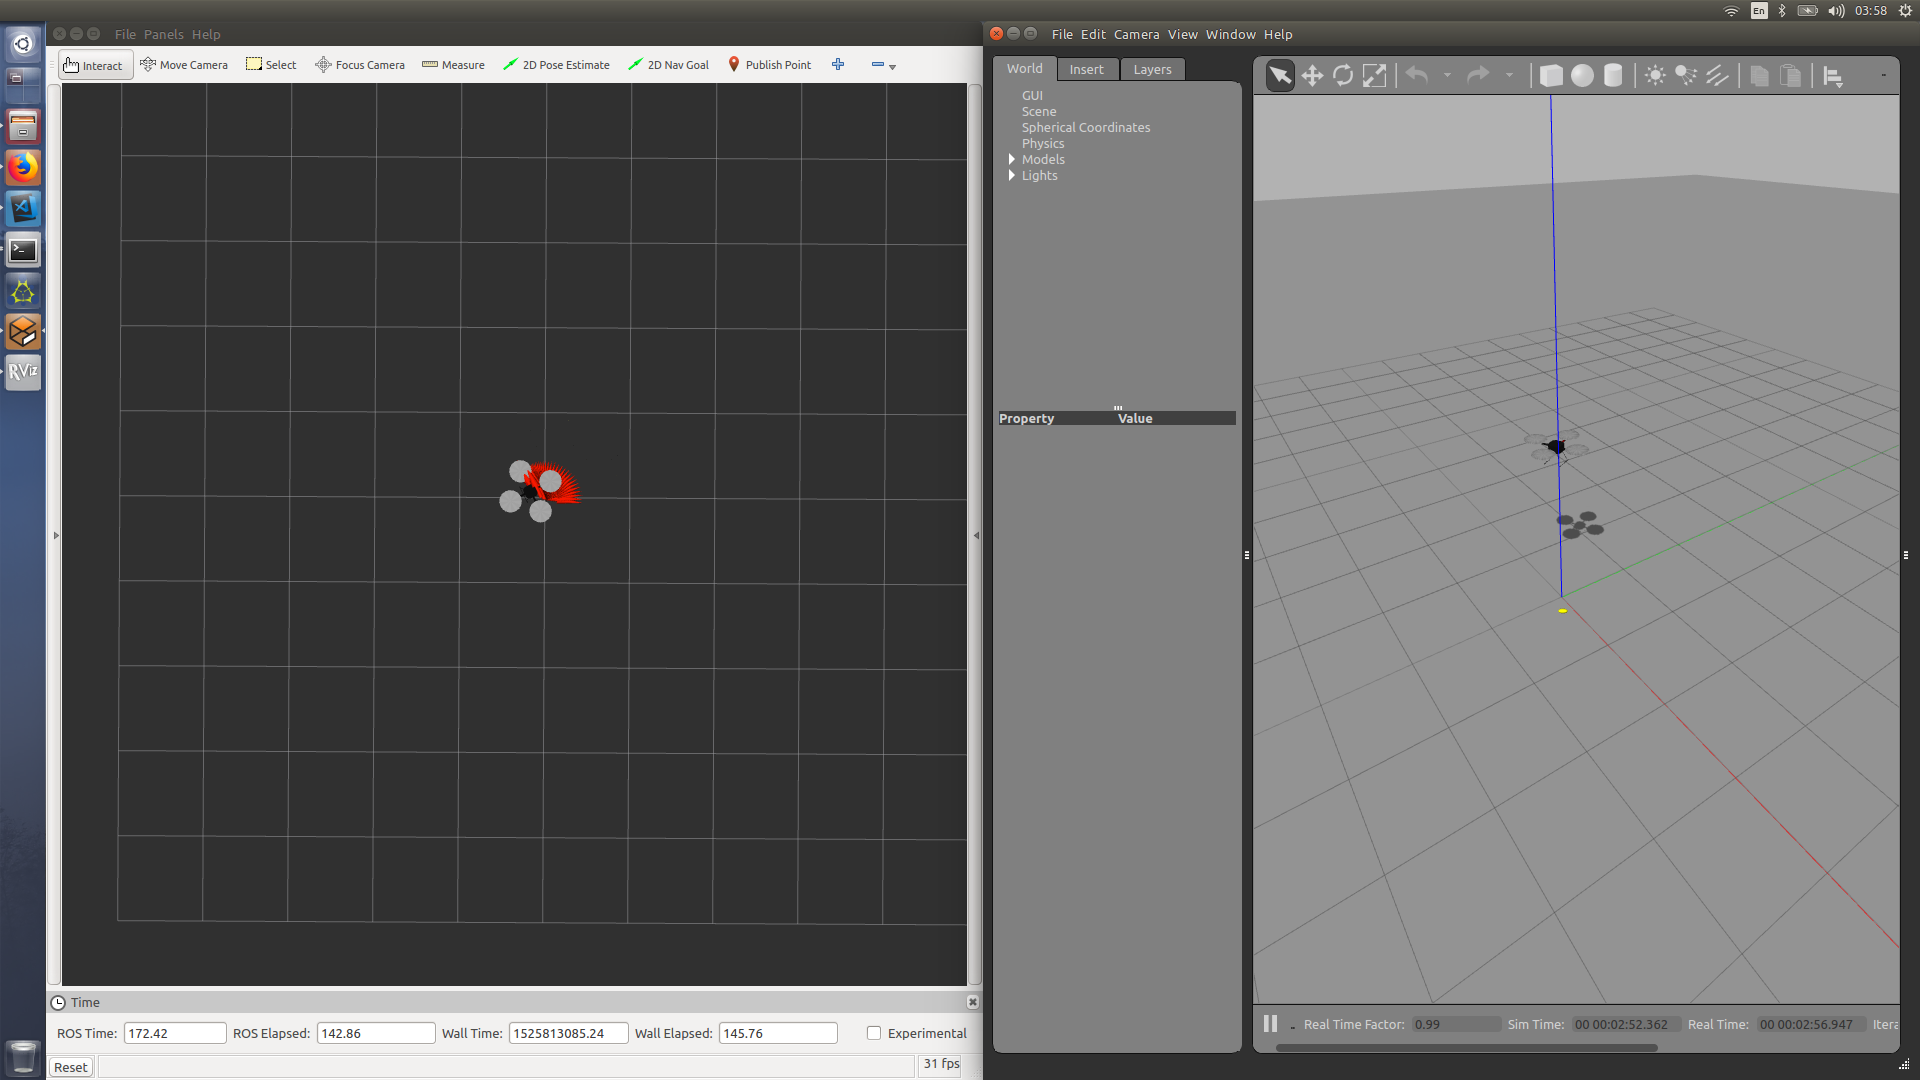 En 03:58
File Panels Help
Interact Move Camera Select Focus Camera Measure 2D Pose Estimate 2D Nav Goal Publish Point
RViz
Time
ROS Time: 172.42 ROS Elapsed: 142.86 Wall Time: 1525813085.24 Wall Elapsed: 145.76 Experimental
Reset 31 fps
File Edit Camera View Window Help
World Insert Layers
GUI
Scene
Spherical Coordinates
Physics
Models
Lights
Property Value
Real Time Factor: 0.99 Sim Time: 00 00:02:52.362 Real Time: 00 00:02:56.947 Itera